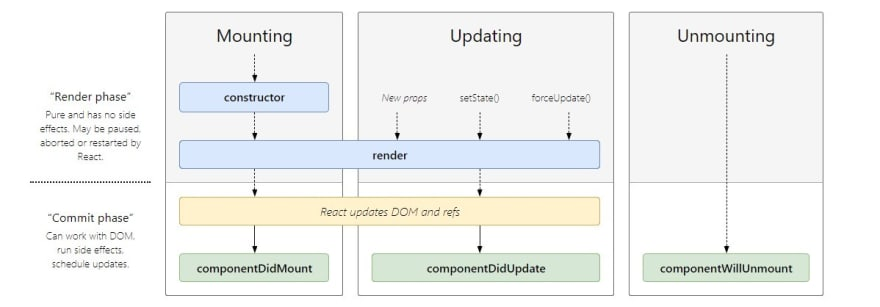 Mounting
Updating
Unmounting
“Render phase”
Pure and has no side
effects. May be paused,
aborted or restarted by
React.
constructor
New props
setState()
forceUpdate()
render
“Commit phase”
Can work with DOM,
run side effects,
schedule updates.
React updates DOM and refs
componentDidMount
componentDidUpdate
componentWillUnmount